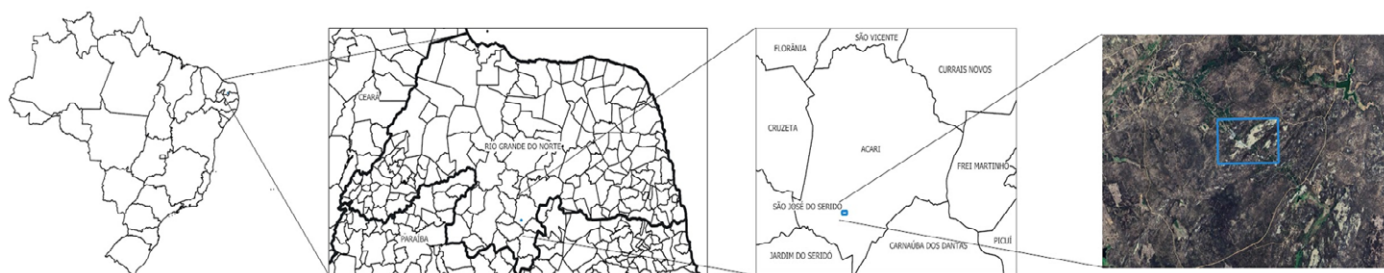 CEARÁ
RIO GRANDE DO NORTE
PARAÍBA
FLORÂNIA
SÃO VICENTE
CURRAIS NOVOS
CRUZETA
ACARI
FREI MARTINHO
SÃO JOSÉ DO SERIDÓ
JARDIM DO SERIDÓ
CARNAÚBA DOS DANTAS
PICUÍ